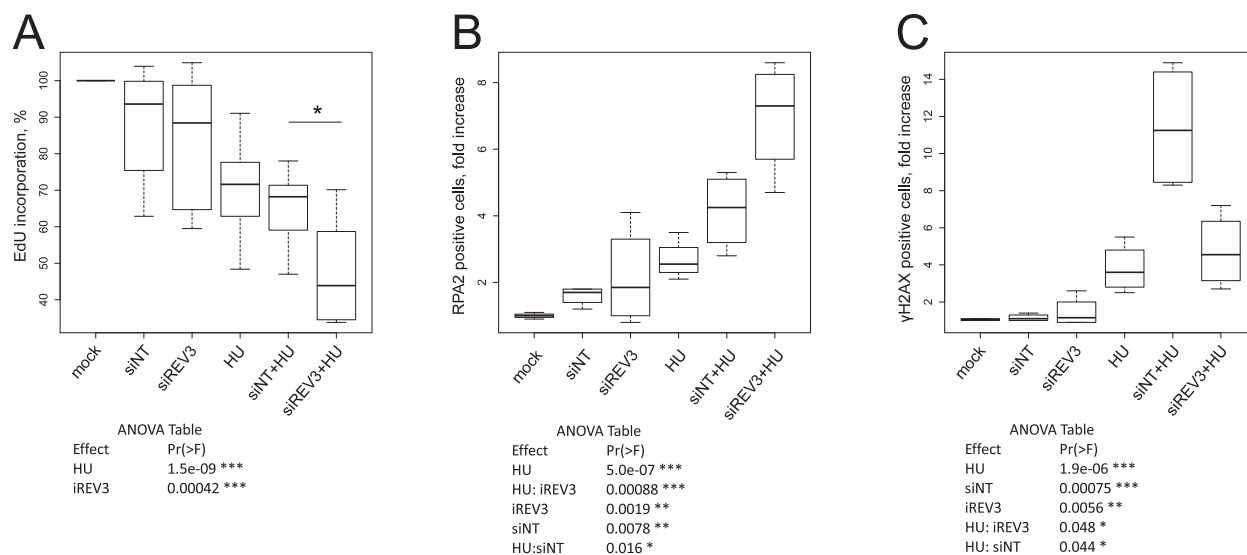 A
EdU incorporation, %
100
90
80
70
60
50
40
*
mock
siNT
siREV3
HU
siNT+HU
siREV3+HU
ANOVA Table
Effect Pr(>F)
HU 1.5e-09 ***
iREV3 0.00042 ***
B
RPA2 positive cells, fold increase
8
6
4
2
mock
siNT
siREV3
HU
siNT+HU
siREV3+HU
ANOVA Table
Effect Pr(>F)
HU 5.0e-07 ***
HU: iREV3 0.00088 ***
iREV3 0.0019 **
siNT 0.0078 **
HU:siNT 0.016 *
C
γH2AX positive cells, fold increase
14
12
10
8
6
4
2
mock
siNT
siREV3
HU
siNT+HU
siREV3+HU
ANOVA Table
Effect Pr(>F)
HU 1.9e-06 ***
siNT 0.00075 ***
iREV3 0.0056 **
HU: iREV3 0.048 *
HU: siNT 0.044 *